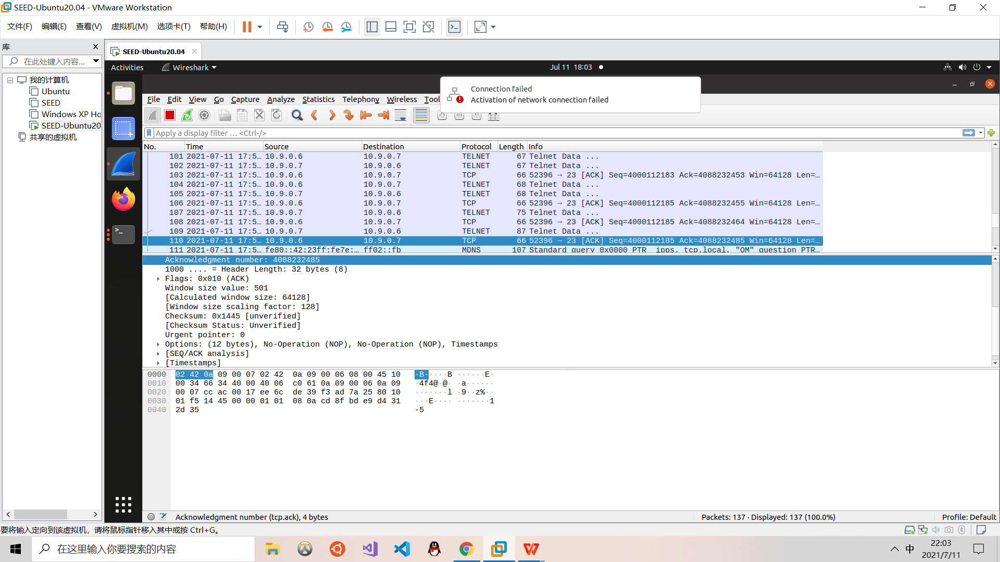 SEED-Ubuntu20.04 - VMware Workstation
文件(F) 编辑(E) 查看(V) 虚拟机(M) 选项卡(T) 帮助(H)
库
在此处键入内容...
我的计算机
Ubuntu
SEED
Windows XP Ho
SEED-Ubuntu20
共享的虚拟机
SEED-Ubuntu20.04
Activities Wireshark Jul 11 18:03
Connection failed
Activation of network connection failed
File Edit View Go Capture Analyze Statistics Telephony Wireless Tool
Apply a display filter … <Ctrl-/>
No. Time Source Destination Protocol Length Info
101 2021-07-11 17:5… 10.9.0.6 10.9.0.7 TELNET 67 Telnet Data ...
102 2021-07-11 17:5… 10.9.0.7 10.9.0.6 TELNET 67 Telnet Data ...
103 2021-07-11 17:5… 10.9.0.6 10.9.0.7 TCP 66 52396 → 23 [ACK] Seq=4000112183 Ack=4088232453 Win=64128 Len=…
104 2021-07-11 17:5… 10.9.0.6 10.9.0.7 TELNET 68 Telnet Data ...
105 2021-07-11 17:5… 10.9.0.7 10.9.0.6 TELNET 68 Telnet Data ...
106 2021-07-11 17:5… 10.9.0.6 10.9.0.7 TCP 66 52396 → 23 [ACK] Seq=4000112185 Ack=4088232455 Win=64128 Len=…
107 2021-07-11 17:5… 10.9.0.7 10.9.0.6 TELNET 75 Telnet Data ...
108 2021-07-11 17:5… 10.9.0.6 10.9.0.7 TCP 66 52396 → 23 [ACK] Seq=4000112185 Ack=4088232464 Win=64128 Len=…
109 2021-07-11 17:5… 10.9.0.7 10.9.0.6 TELNET 87 Telnet Data ...
110 2021-07-11 17:5… 10.9.0.6 10.9.0.7 TCP 66 52396 → 23 [ACK] Seq=4000112185 Ack=4088232485 Win=64128 Len=…
111 2021-07-11 17:5… fe80::42:23ff:fe7e:… ff02::fb MDNS 107 Standard query 0x0000 PTR _ipps._tcp.local, "QM" question PTR…
Acknowledgment number: 4088232485
1000 .... = Header Length: 32 bytes (8)
Flags: 0x010 (ACK)
Window size value: 501
[Calculated window size: 64128]
[Window size scaling factor: 128]
Checksum: 0x1445 [unverified]
[Checksum Status: Unverified]
Urgent pointer: 0
Options: (12 bytes), No-Operation (NOP), No-Operation (NOP), Timestamps
[SEQ/ACK analysis]
[Timestamps]
0000 02 42 0a 09 00 07 02 42 0a 09 00 06 08 00 45 10 ·B·····B ······E·
0010 00 34 66 34 40 00 40 06 c0 61 0a 09 00 06 0a 09 ·4f4@·@· ·a······
0020 00 07 cc ac 00 17 ee 6c de 39 f3 ad 7a 25 80 10 ·······l ·9··z%··
0030 01 f5 14 45 00 00 01 01 08 0a cd 8f bd e9 d4 31 ···E···· ·······1
0040 2d 35 -5
Acknowledgment number (tcp.ack), 4 bytes Packets: 137 · Displayed: 137 (100.0%) Profile: Default
要将输入定向到该虚拟机，请将鼠标指针移入其中或按 Ctrl+G。
在这里输入你要搜索的内容
中
22:03
2021/7/11